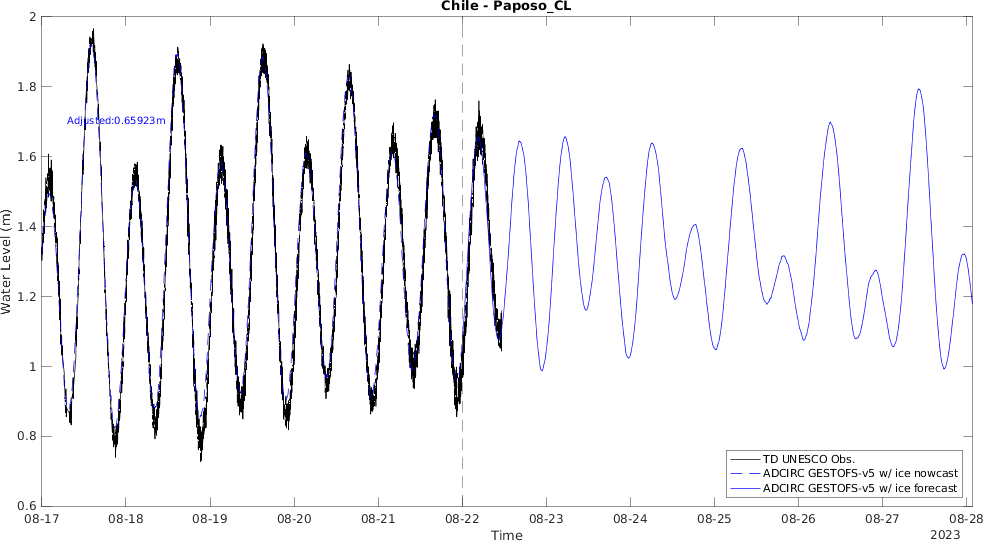 Chile - Paposo_CL
2
1.8
1.6
1.4
1.2
1
0.8
0.6
Water Level (m)
Adjusted:0.65923m
TD UNESCO Obs.
ADCIRC GESTOFS-v5 w/ ice nowcast
ADCIRC GESTOFS-v5 w/ ice forecast
08-17 08-18 08-19 08-20 08-21 08-22 08-23 08-24 08-25 08-26 08-27 08-28
Time
2023